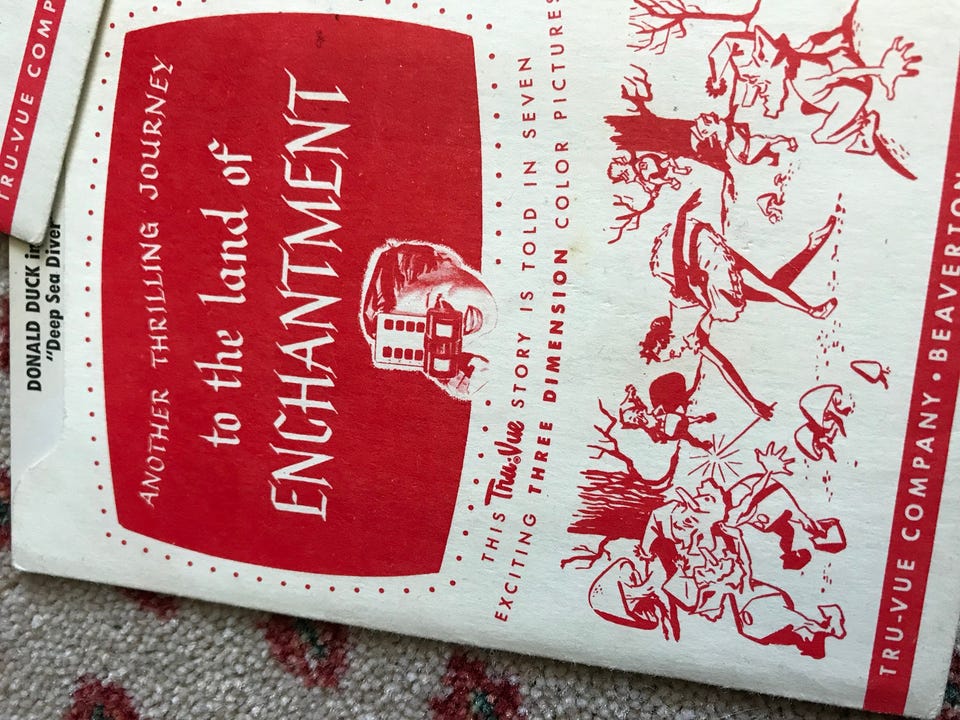 TRU-VUE COMP
DONALD DUCK in
"Deep Sea Diver
ANOTHER THRILLING JOURNEY
to the land of
ENCHANTMENT
THIS Tru-Vue STORY IS TOLD IN SEVEN
EXCITING THREE DIMENSION COLOR PICTURES
TRU-VUE COMPANY • BEAVERTON